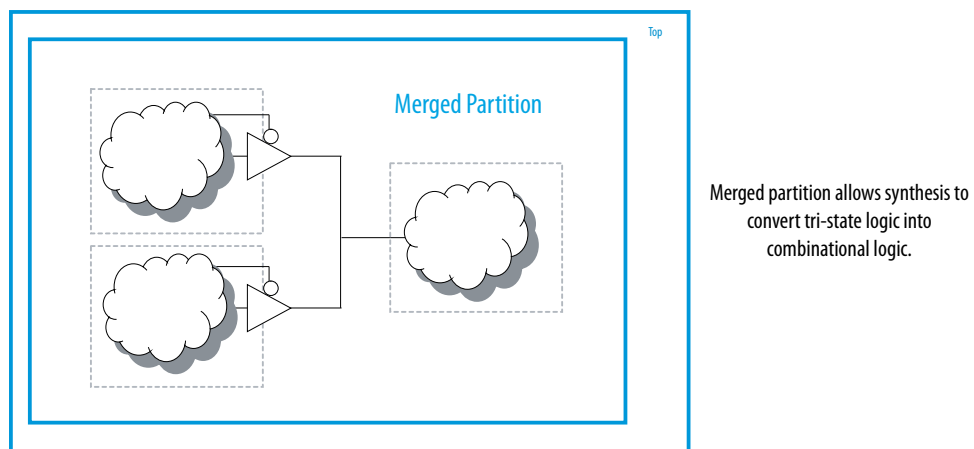 Top
Merged Partition
Merged partition allows synthesis to
convert tri-state logic into
combinational logic.